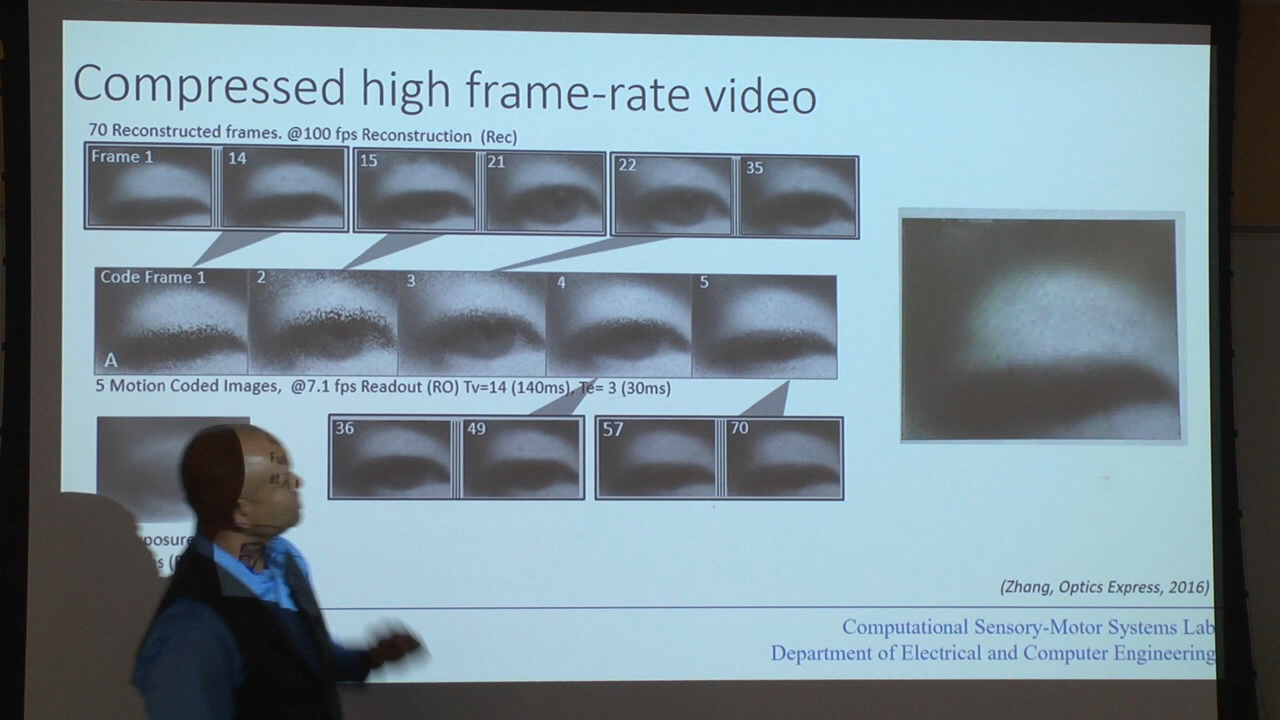 Compressed high frame-rate video
70 Reconstructed frames. @100 fps Reconstruction (Rec)
Frame 1 14 15 21 22 35
Code Frame 1 2 3 4 5
A
5 Motion Coded Images, @7.1 fps Readout (RO) Tv=14 (140ms), Te= 3 (30ms)
36 49 57 70
(Zhang, Optics Express, 2016)
Computational Sensory-Motor Systems Lab
Department of Electrical and Computer Engineering